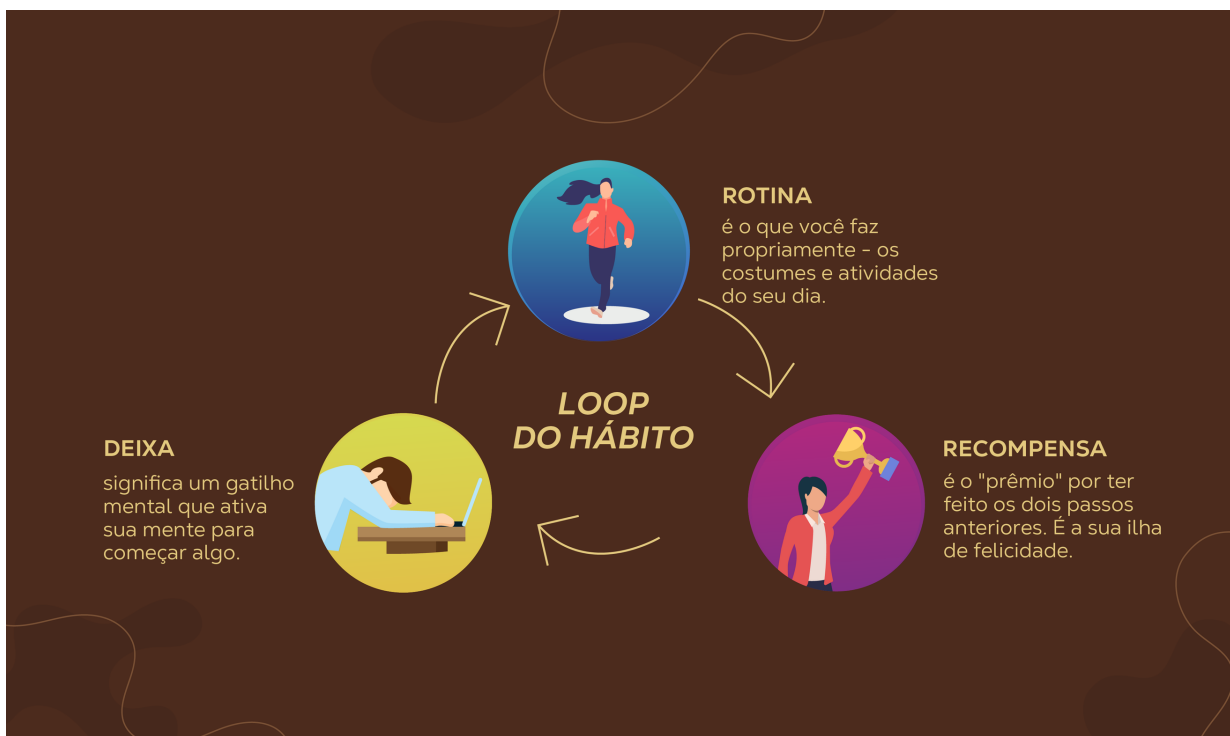 ROTINA
é o que você faz
propriamente - os
costumes e atividades
do seu dia.
LOOP
DO HÁBITO
DEIXA
significa um gatilho
mental que ativa
sua mente para
começar algo.
RECOMPENSA
é o "prêmio" por ter
feito os dois passos
anteriores. É a sua ilha
de felicidade.